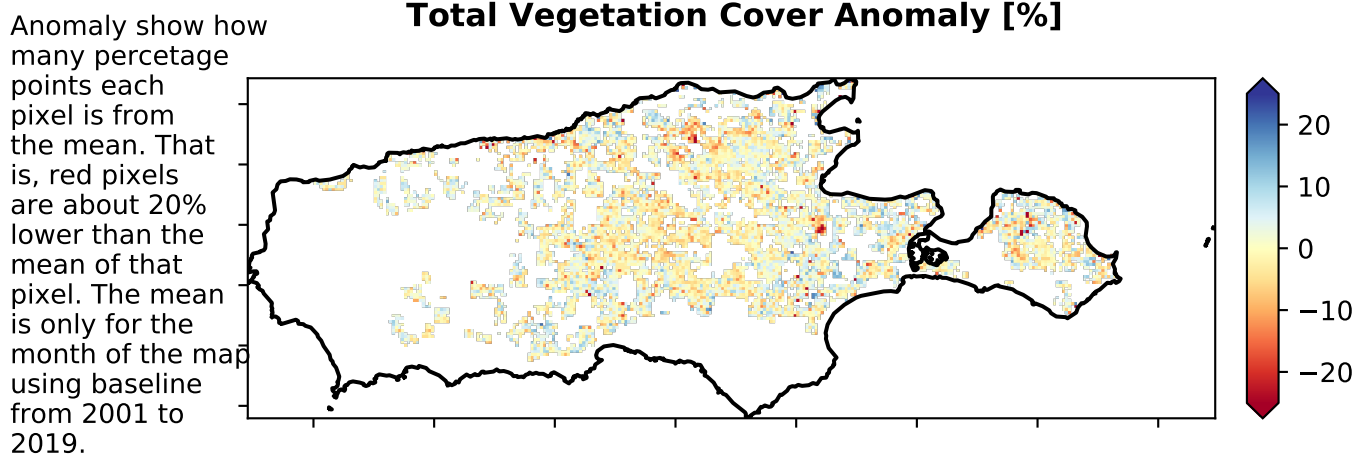 Total Vegetation Cover Anomaly [%]
Anomaly show how
many percetage
points each
pixel is from
the mean. That
is, red pixels
are about 20%
lower than the
mean of that
pixel. The mean
is only for the
month of the map
using baseline
from 2001 to
2019.
20
10
0
−10
−20